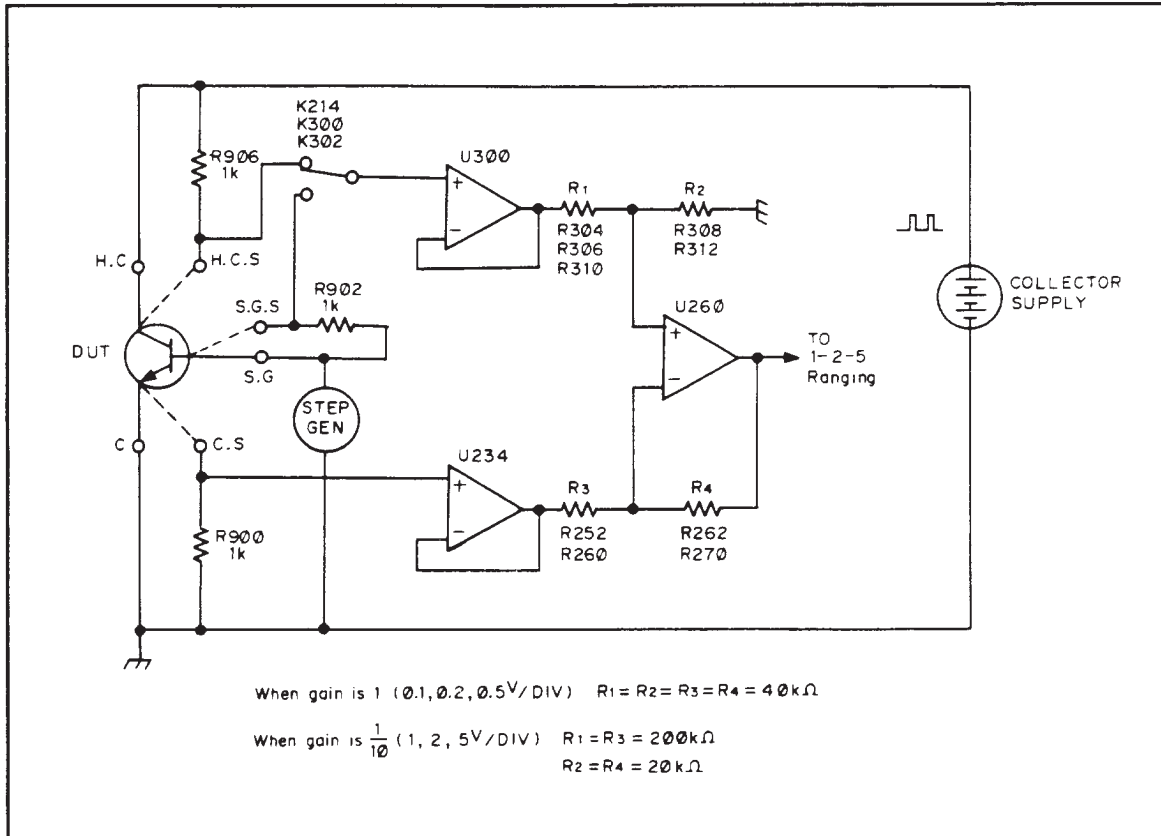 K214
K300
K302
U300
R906
1k
R1
R304
R306
R310
R2
R308
R312
H.C
H.C.S
S.G.S
R902
1k
U260
COLLECTOR
SUPPLY
DUT
S.G
TO
1-2-5
Ranging
STEP
GEN
C
C.S
U234
R3
R252
R260
R4
R262
R270
R900
1k
When gain is 1 (0.1, 0.2, 0.5V/DIV) R1 = R2 = R3 = R4 = 40kΩ
When gain is 1/10 (1, 2, 5V/DIV) R1 = R3 = 200kΩ
R2 = R4 = 20kΩ